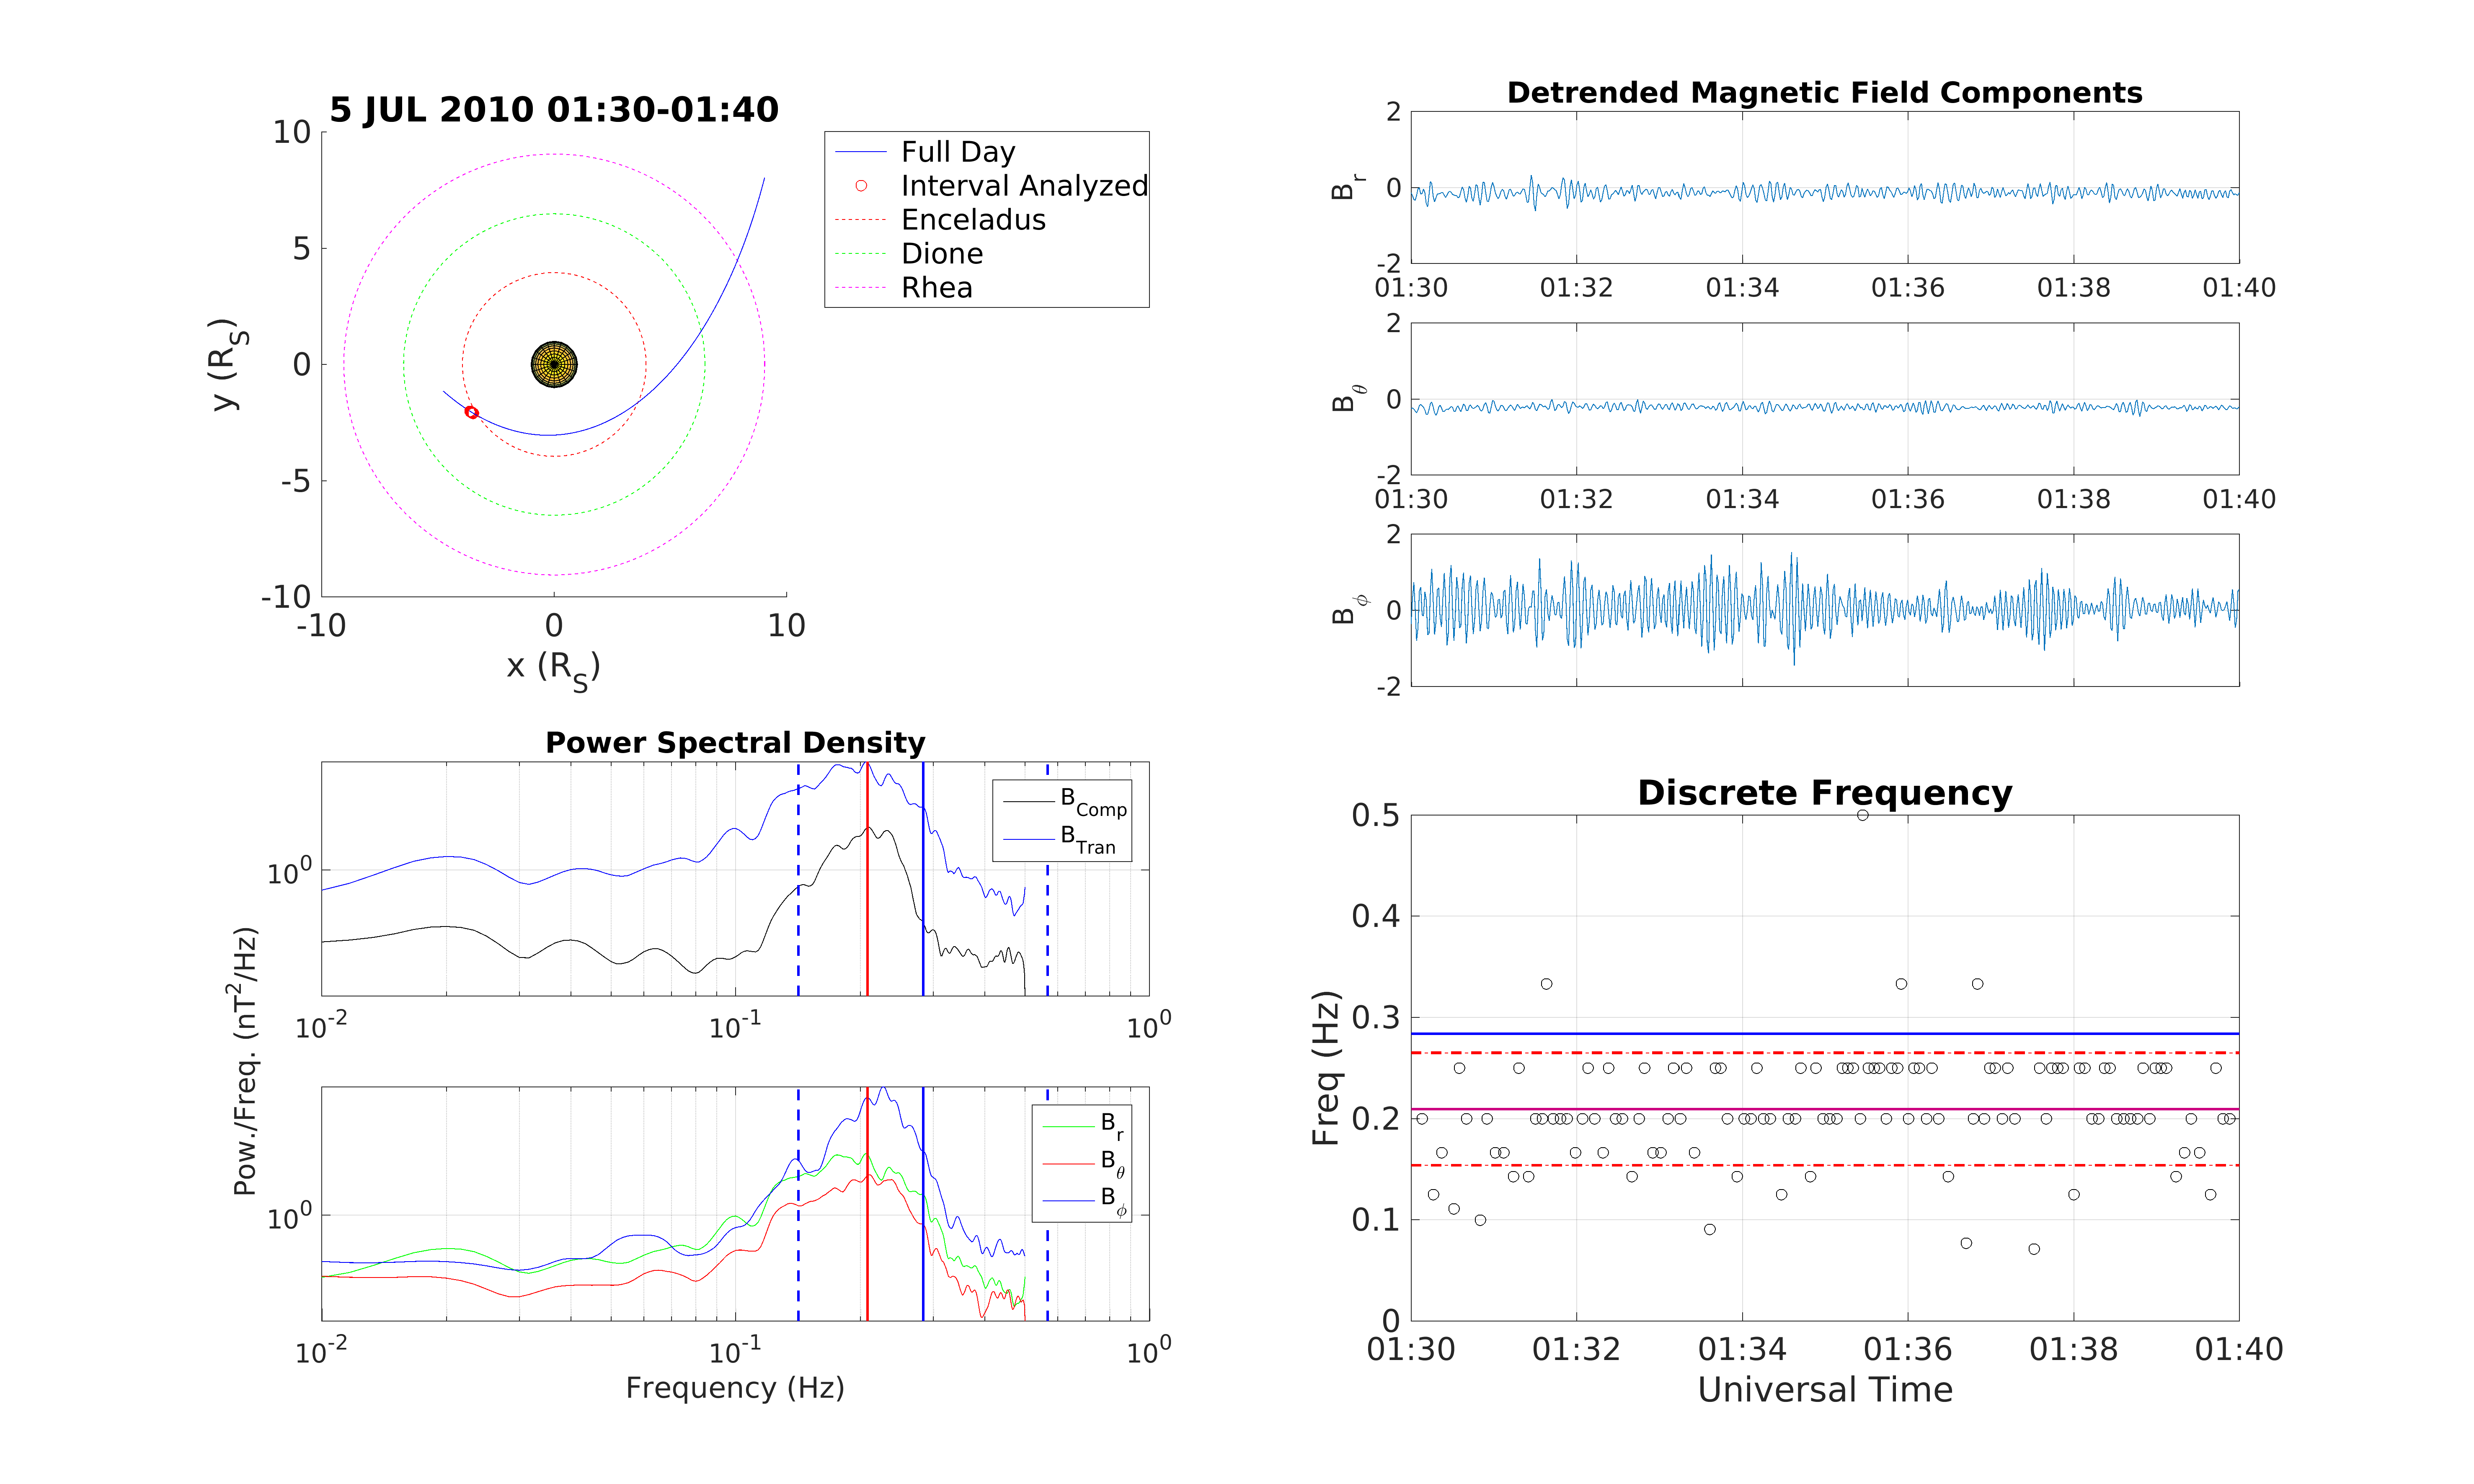 5 JUL 2010 01:30-01:40
10
5
0
-5
-10
-10 0 10
y (R_S)
x (R_S)
Full Day
Interval Analyzed
Enceladus
Dione
Rhea
Detrended Magnetic Field Components
B_r
2
0
-2
01:30 01:32 01:34 01:36 01:38 01:40
B_θ
2
0
-2
01:30 01:32 01:34 01:36 01:38 01:40
B_ϕ
2
0
-2
Power Spectral Density
10^0
B_Comp
B_Tran
10^-2 10^-1 10^0
Pow./Freq. (nT^2/Hz)
10^0
B_r
B_θ
B_ϕ
10^-2 10^-1 10^0
Frequency (Hz)
Discrete Frequency
Freq (Hz)
0.5
0.4
0.3
0.2
0.1
0
01:30 01:32 01:34 01:36 01:38 01:40
Universal Time